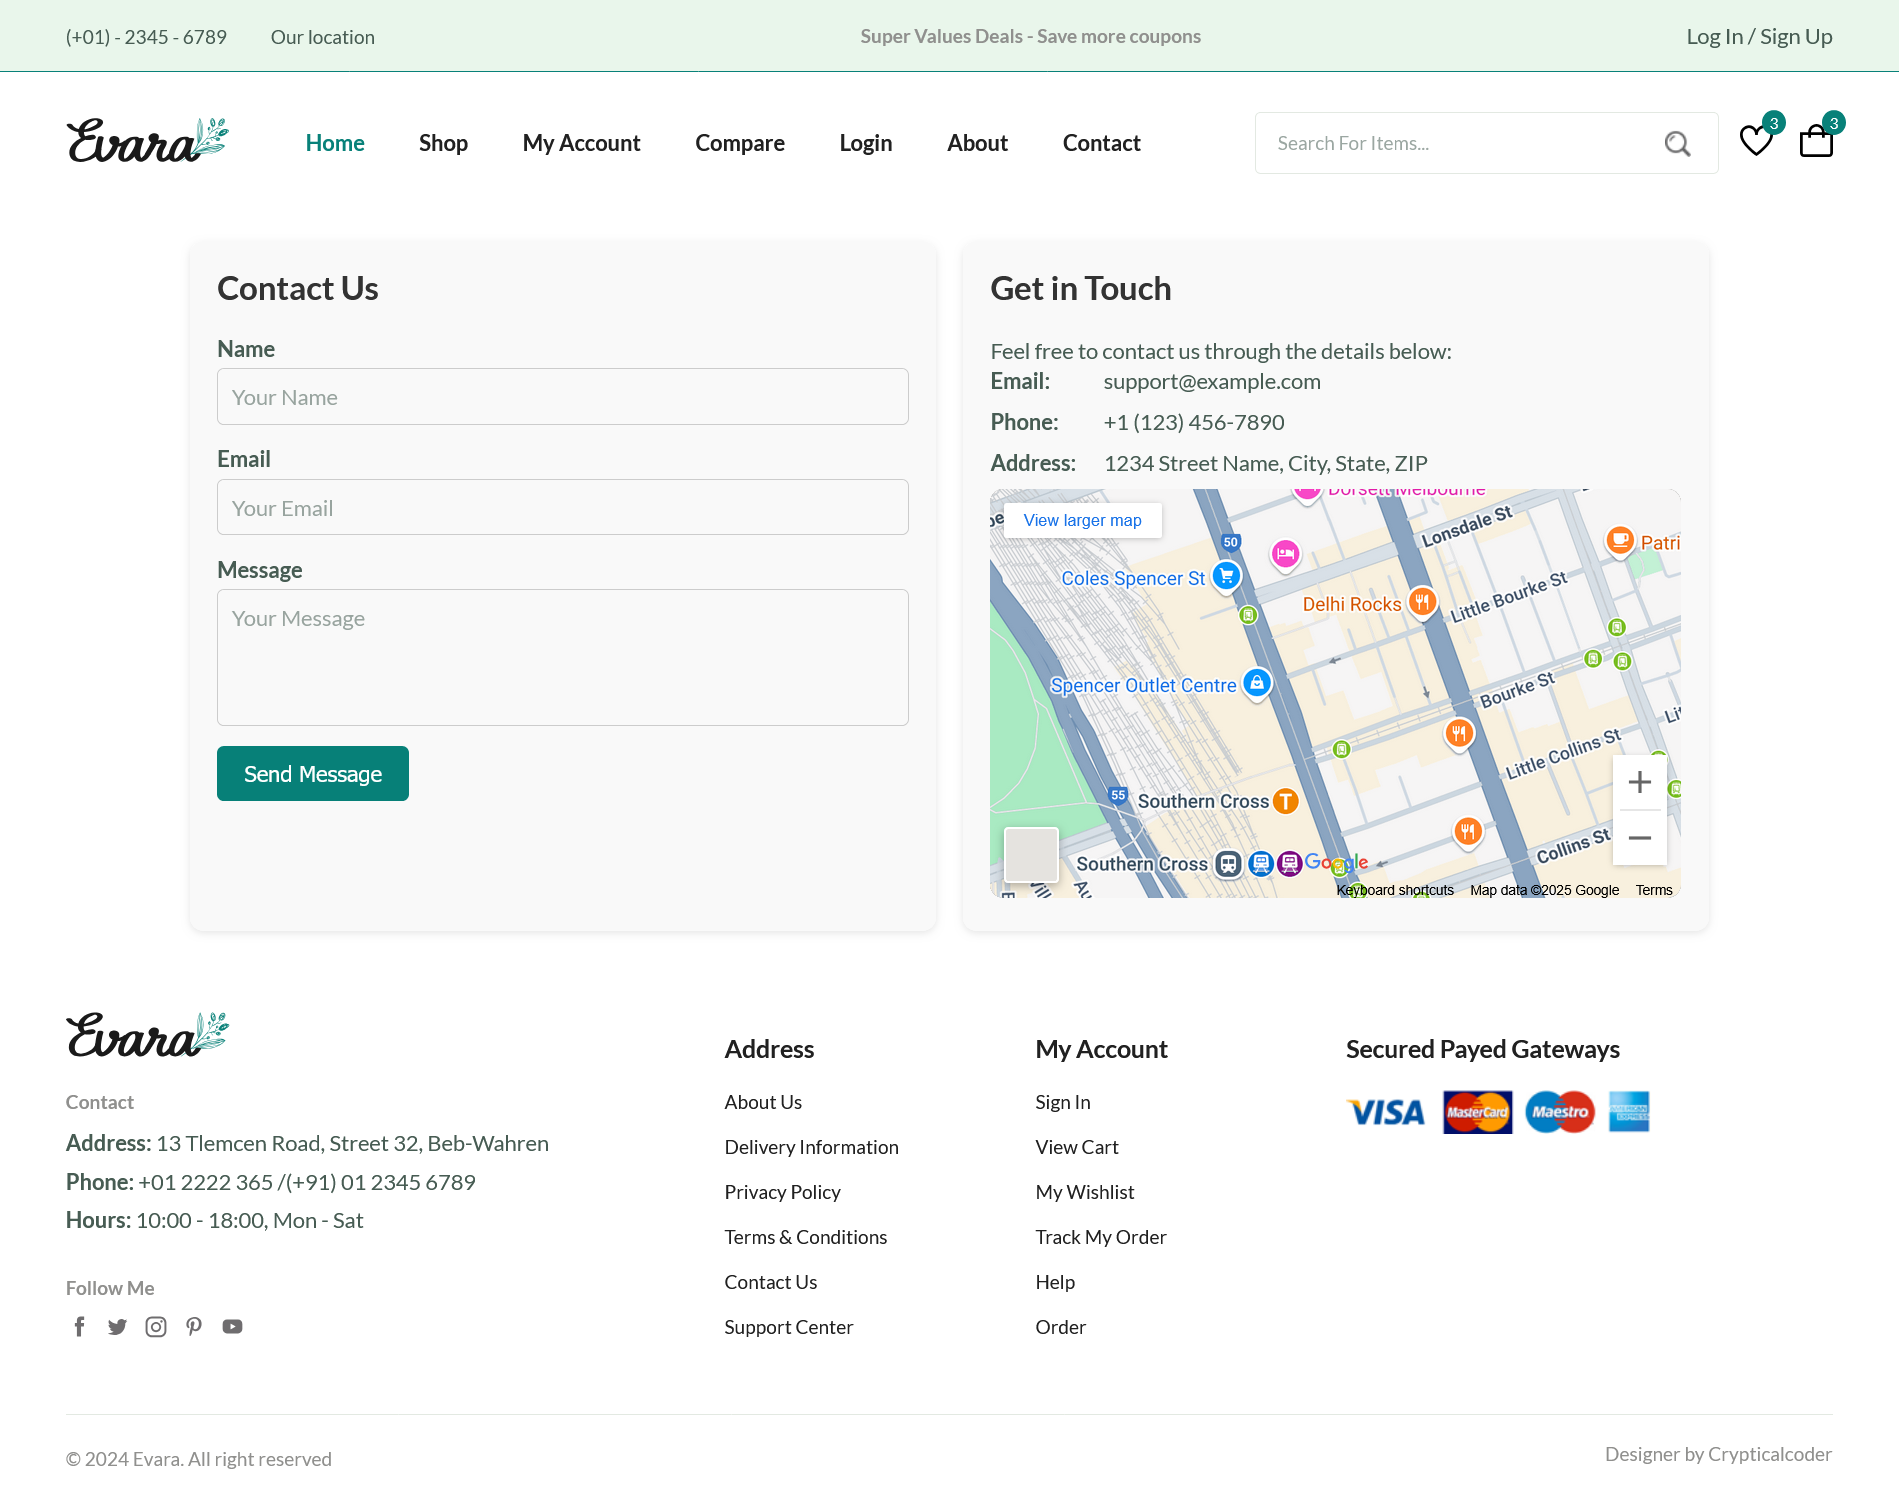 (+01) - 2345 - 6789 Our location Super Values Deals - Save more coupons Log In / Sign Up
Evara Home Shop My Account Compare Login About Contact Search For Items... 3 3
Contact Us
Name
Your Name
Email
Your Email
Message
Your Message
Send Message
Get in Touch
Feel free to contact us through the details below:
Email: support@example.com
Phone: +1 (123) 456-7890
Address: 1234 Street Name, City, State, ZIP
Dorsett Melbourne
View larger map
Lonsdale St
50
Patri
Coles Spencer St
Delhi Rocks
Little Bourke St
Spencer Outlet Centre
Bourke St
Little Collins St
55
Southern Cross
T
Collins St
Southern Cross
Google
Keyboard shortcuts Map data ©2025 Google Terms
Evara
Contact
Address: 13 Tlemcen Road, Street 32, Beb-Wahren
Phone: +01 2222 365 /(+91) 01 2345 6789
Hours: 10:00 - 18:00, Mon - Sat
Follow Me
Address
About Us
Delivery Information
Privacy Policy
Terms & Conditions
Contact Us
Support Center
My Account
Sign In
View Cart
My Wishlist
Track My Order
Help
Order
Secured Payed Gateways
VISA MasterCard Maestro AMERICAN EXPRESS
© 2024 Evara. All right reserved
Designer by Crypticalcoder